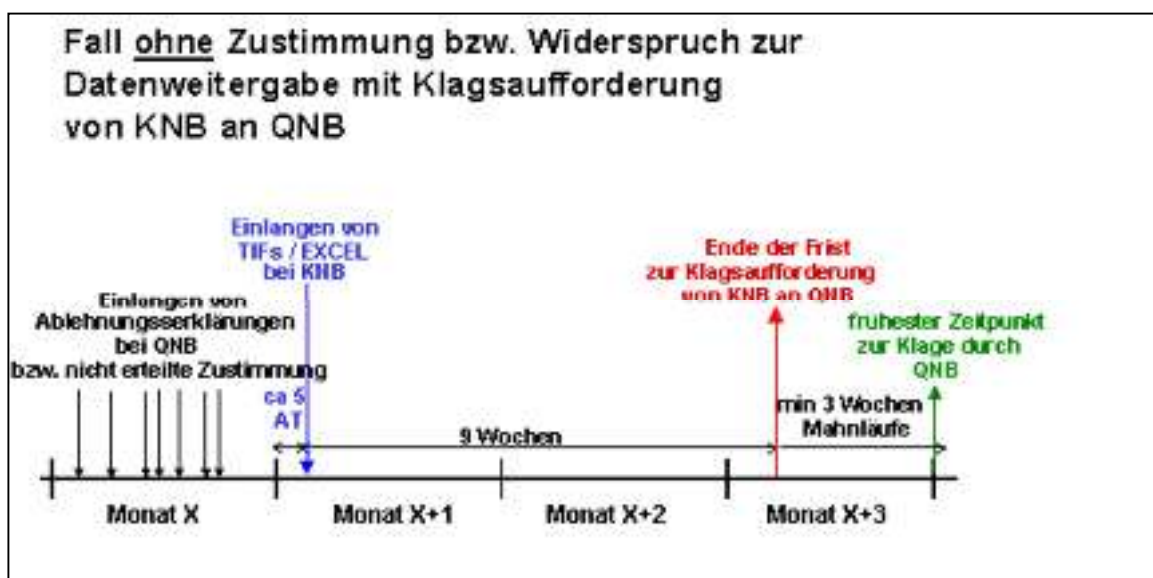 Fall ohne Zustimmung bzw. Widerspruch zur
Datenweitergabe mit Klagsaufforderung
von KNB an QNB
Einlangen von
TIFs / EXCEL
bei KNB
Einlangen von
Ablehnungsserklärungen
bei QNB
bzw. nicht erteilte Zustimmung
ca 5
AT
9 Wochen
Ende der Frist
zur Klagsaufforderung
von KNB an QNB
frühester Zeitpunkt
zur Klage durch
QNB
min 3 Wochen
Mahnläufe
Monat X
Monat X+1
Monat X+2
Monat X+3